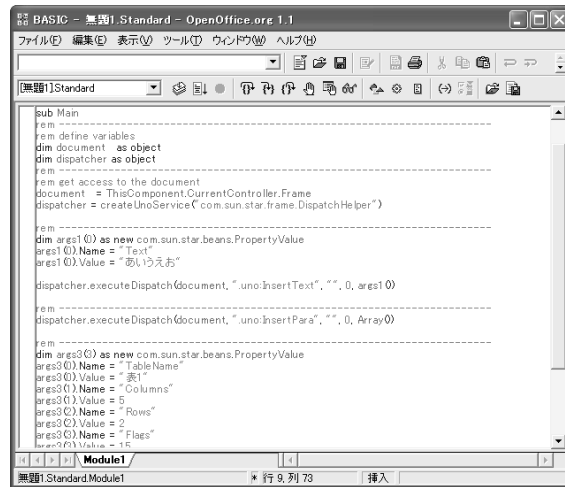 BASIC - 無題1.Standard - OpenOffice.org 1.1
ファイル(F) 編集(E) 表示(V) ツール(T) ウィンドウ(W) ヘルプ(H)
[無題1].Standard
sub Main
rem ----------------------------------------------------------------------
rem define variables
dim document   as object
dim dispatcher as object
rem ----------------------------------------------------------------------
rem get access to the document
document   = ThisComponent.CurrentController.Frame
dispatcher = createUnoService("com.sun.star.frame.DispatchHelper")
rem ----------------------------------------------------------------------
dim args1(0) as new com.sun.star.beans.PropertyValue
args1(0).Name = "Text"
args1(0).Value = "あいうえお"
dispatcher.executeDispatch(document, ".uno:InsertText", "", 0, args1())
rem ----------------------------------------------------------------------
dispatcher.executeDispatch(document, ".uno:InsertPara", "", 0, Array())
rem ----------------------------------------------------------------------
dim args3(3) as new com.sun.star.beans.PropertyValue
args3(0).Name = "TableName"
args3(0).Value = "表1"
args3(1).Name = "Columns"
args3(1).Value = 5
args3(2).Name = "Rows"
args3(2).Value = 2
args3(3).Name = "Flags"
args3(3).Value = 15
Module1
無題1.Standard.Module1 * 行 9, 列 73 挿入